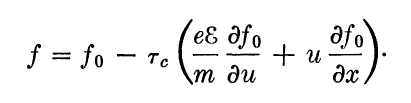 f = f₀ − τ_c ( eℰ/m ∂f₀/∂u + u ∂f₀/∂x ).